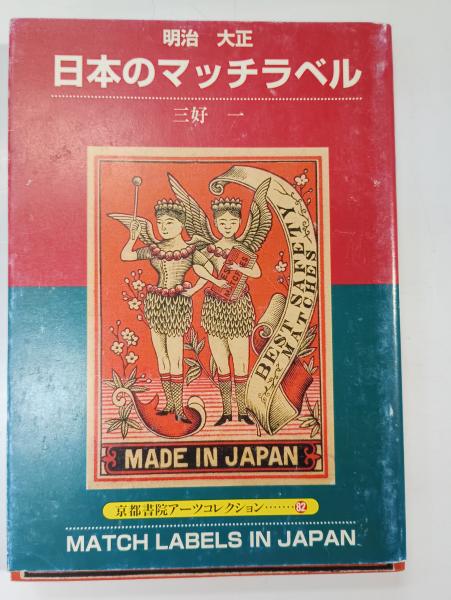 明治 大正
日本のマッチラベル
三好 一
BEST SAFETY
MATCHES
BEST
MATCHES
MADE IN JAPAN
京都書院アーツコレクション……82
MATCH LABELS IN JAPAN